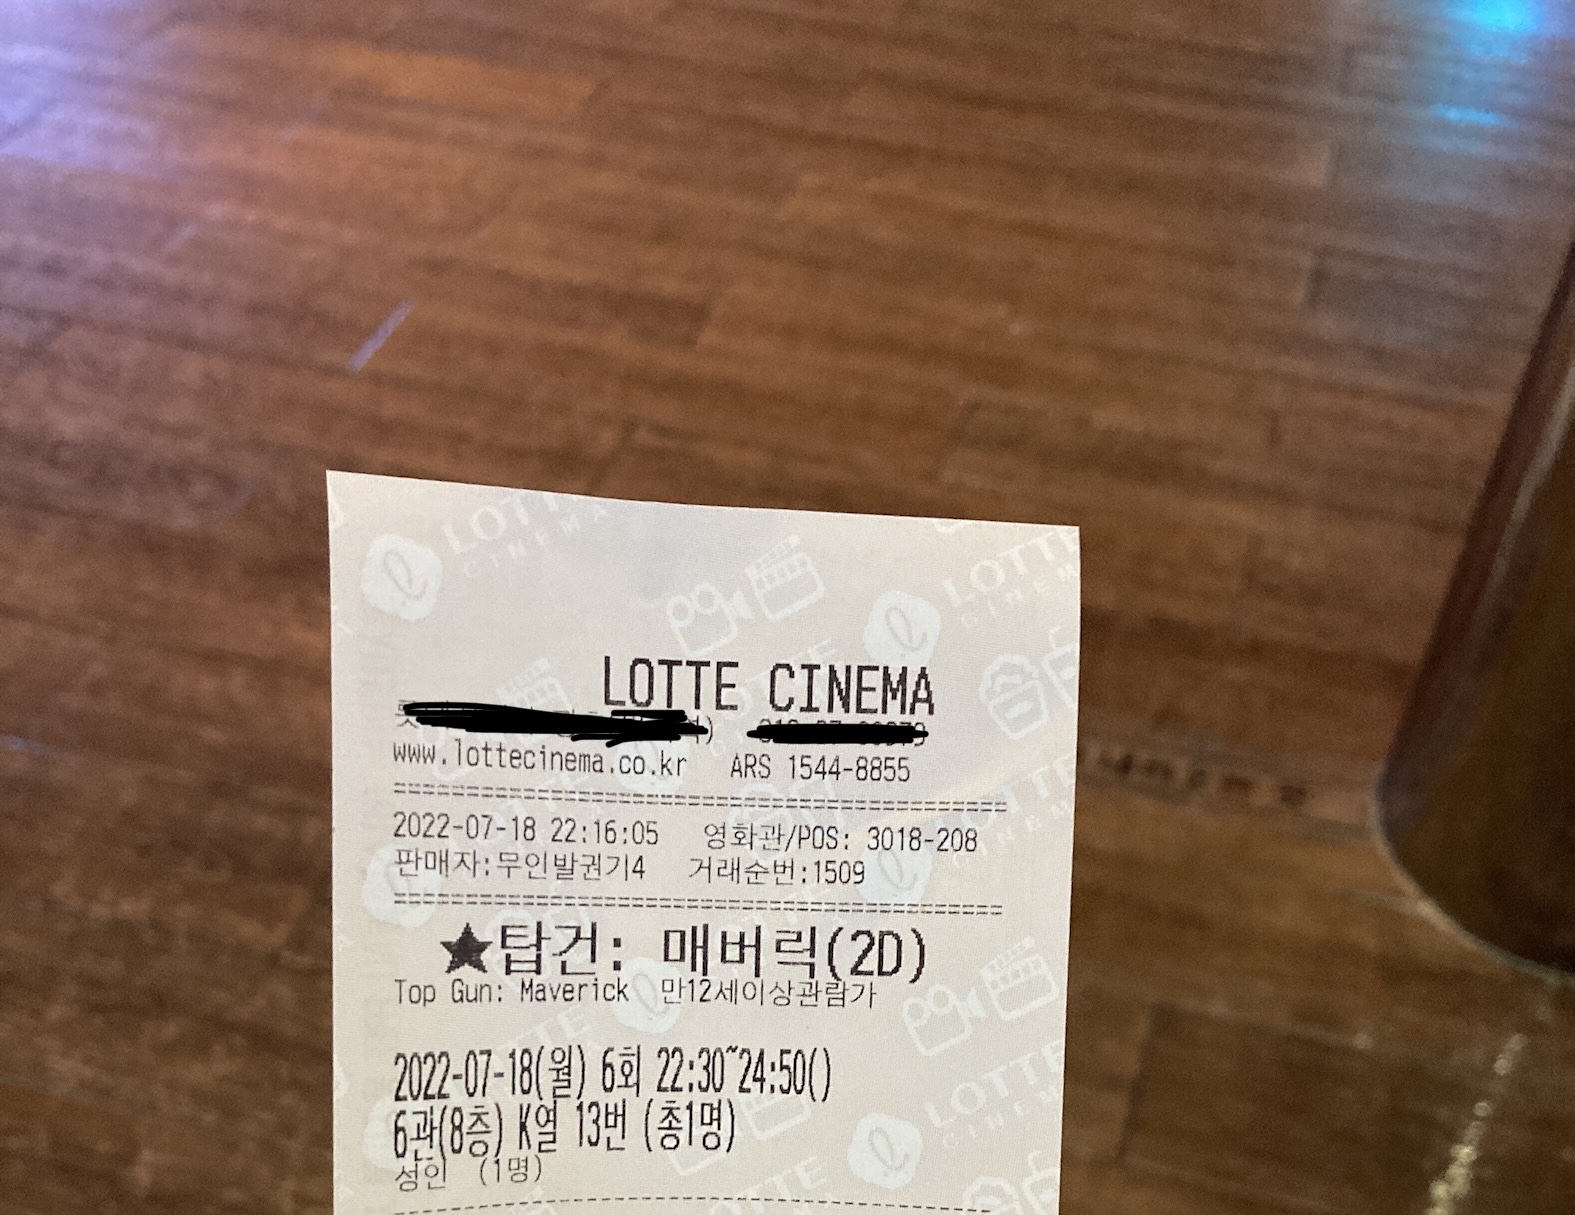 LOTTE CINEMA
www.lottecinema.co.kr ARS 1544-8855
2022-07-18 22:16:05 영화관/POS: 3018-208
판매자:무인발권기4 거래순번:1509
★탑건: 매버릭(2D)
Top Gun: Maverick 만12세이상관람가
2022-07-18(월) 6회 22:30~24:50()
6관(8층) K열 13번 (총1명)
성인 (1명)